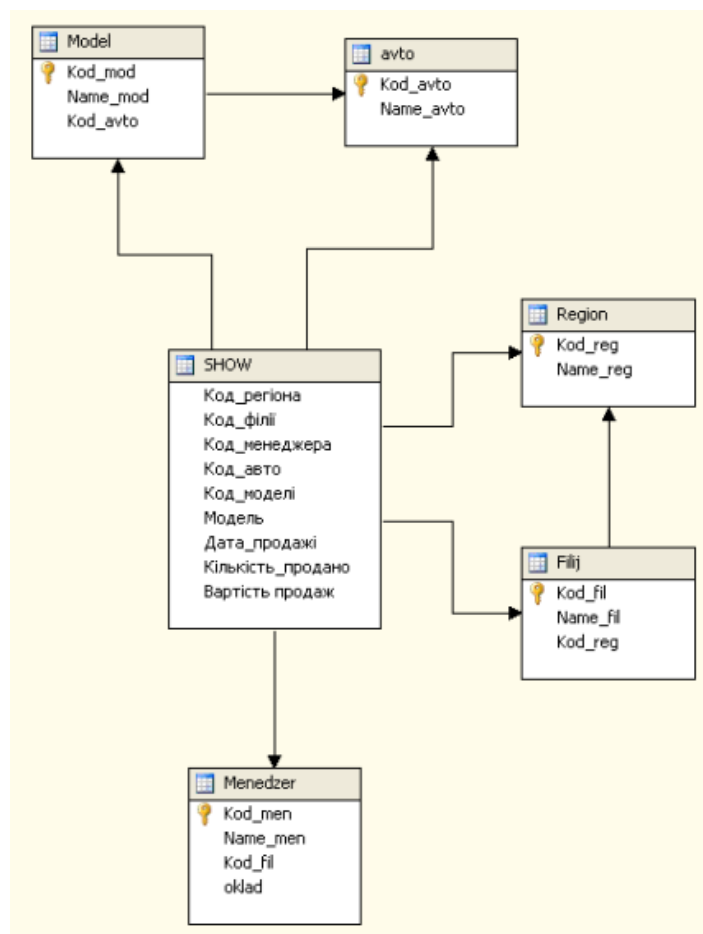 Model
Kod_mod
Name_mod
Kod_avto
avto
Kod_avto
Name_avto
SHOW
Код_регіона
Код_філії
Код_менеджера
Код_авто
Код_моделі
Модель
Дата_продажі
Кількість_продано
Вартість продаж
Region
Kod_reg
Name_reg
Filij
Kod_fil
Name_fil
Kod_reg
Menedzer
Kod_men
Name_men
Kod_fil
oklad